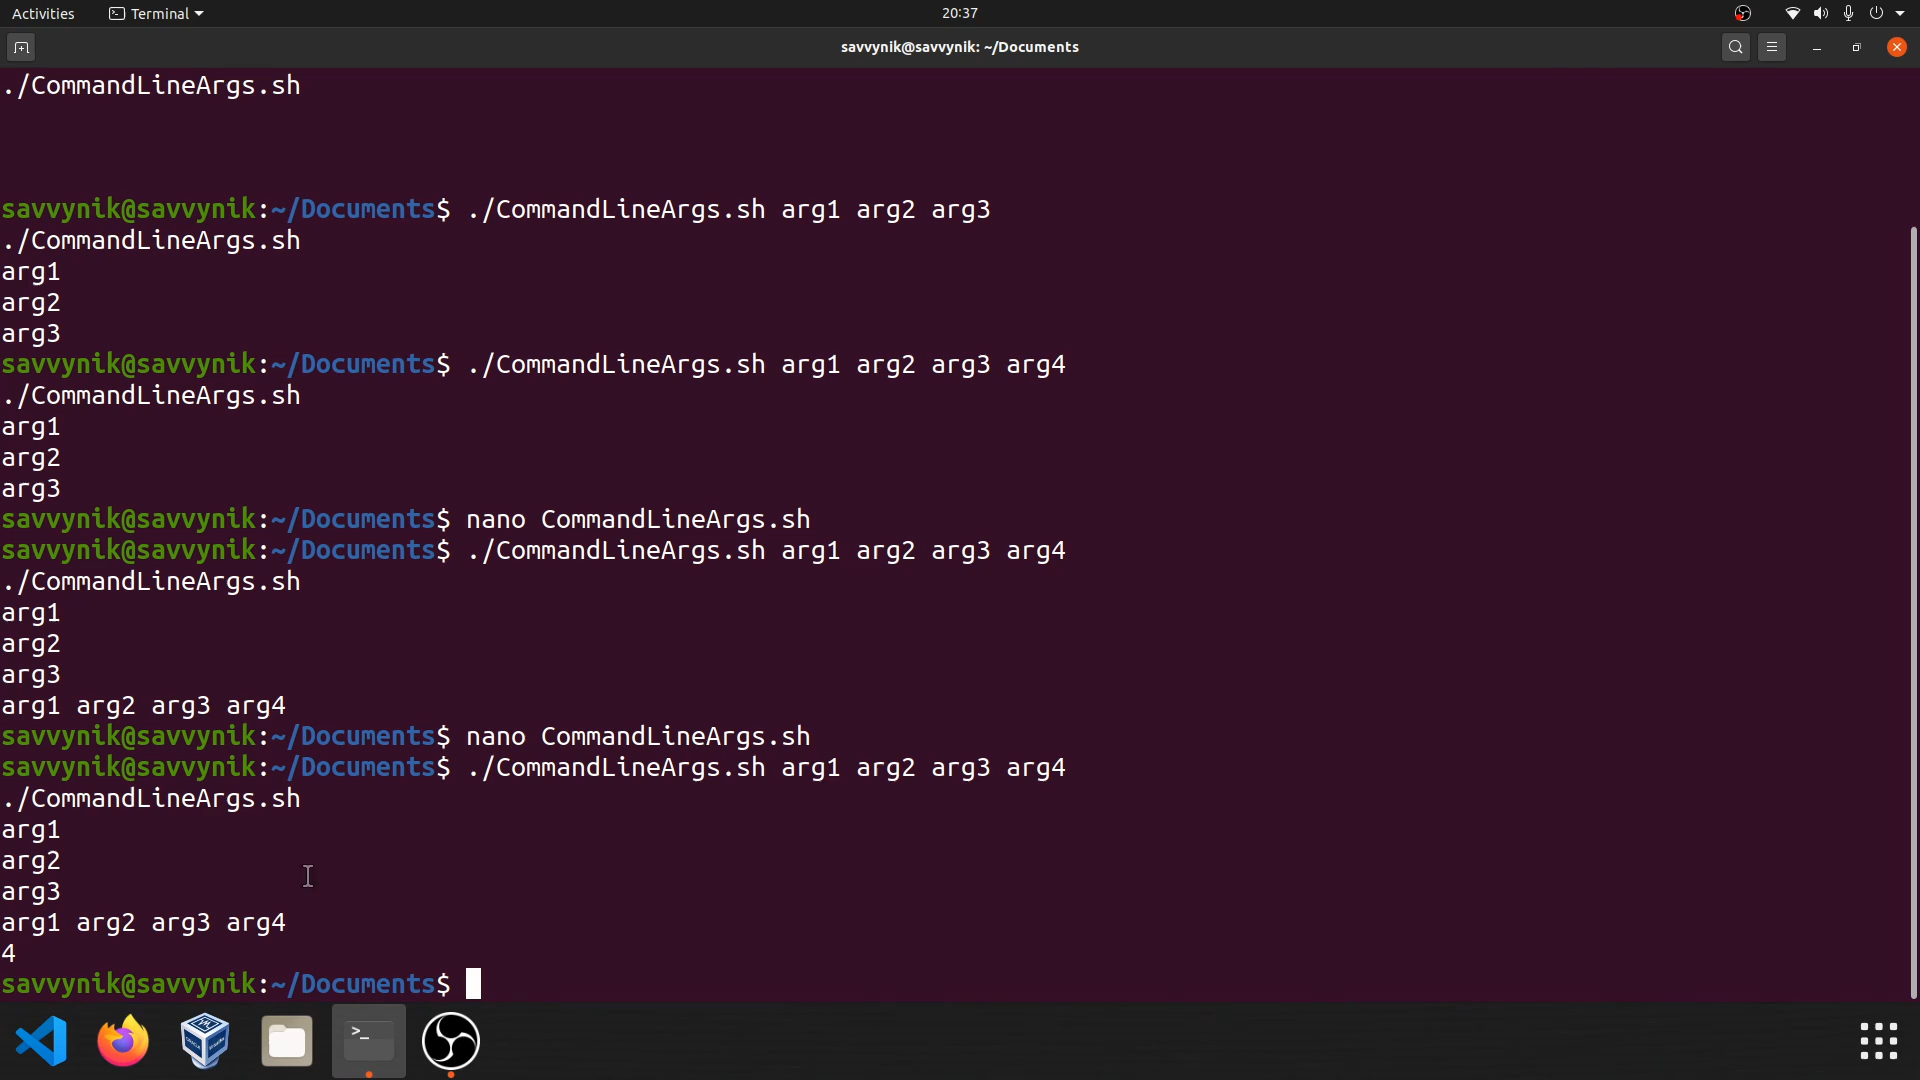 Activities
Terminal
20:37
savvynik@savvynik: ~/Documents
./CommandLineArgs.sh
savvynik@savvynik:~/Documents$ ./CommandLineArgs.sh arg1 arg2 arg3
./CommandLineArgs.sh
arg1
arg2
arg3
savvynik@savvynik:~/Documents$ ./CommandLineArgs.sh arg1 arg2 arg3 arg4
./CommandLineArgs.sh
arg1
arg2
arg3
savvynik@savvynik:~/Documents$ nano CommandLineArgs.sh
savvynik@savvynik:~/Documents$ ./CommandLineArgs.sh arg1 arg2 arg3 arg4
./CommandLineArgs.sh
arg1
arg2
arg3
arg1 arg2 arg3 arg4
savvynik@savvynik:~/Documents$ nano CommandLineArgs.sh
savvynik@savvynik:~/Documents$ ./CommandLineArgs.sh arg1 arg2 arg3 arg4
./CommandLineArgs.sh
arg1
arg2
arg3
arg1 arg2 arg3 arg4
4
savvynik@savvynik:~/Documents$